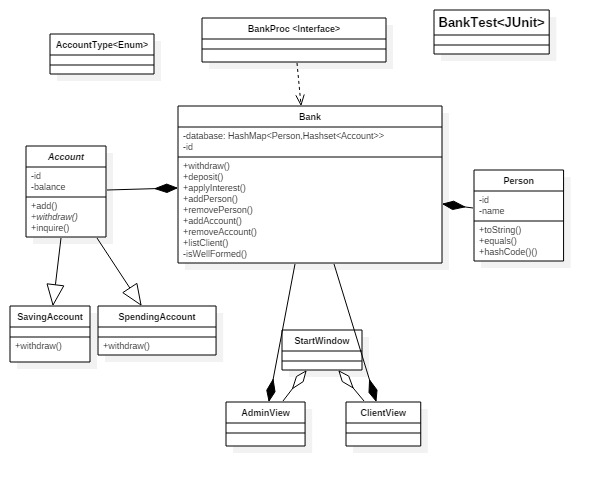 BankProc <Interface>
BankTest<JUnit>
AccountType<Enum>
Bank
-database: HashMap<Person,Hashset<Account>>
-id
+withdraw()
+deposit()
+applyInterest()
+addPerson()
+removePerson()
+addAccount()
+removeAccount()
+listClient()
-isWellFormed()
Account
-id
-balance
+add()
+withdraw()
+inquire()
Person
-id
-name
+toString()
+equals()
+hashCode()()
SavingAccount
+withdraw()
SpendingAccount
+withdraw()
StartWindow
AdminView
ClientView